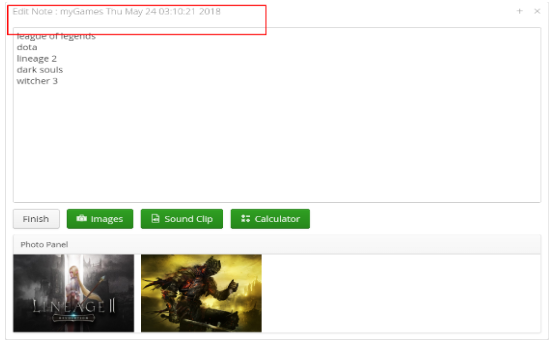 Edit Note : myGames Thu May 24 03:10:21 2018
league of legends
dota
lineage 2
dark souls
witcher 3
Finish
Images
Sound Clip
Calculator
Photo Panel
LINEAGE II